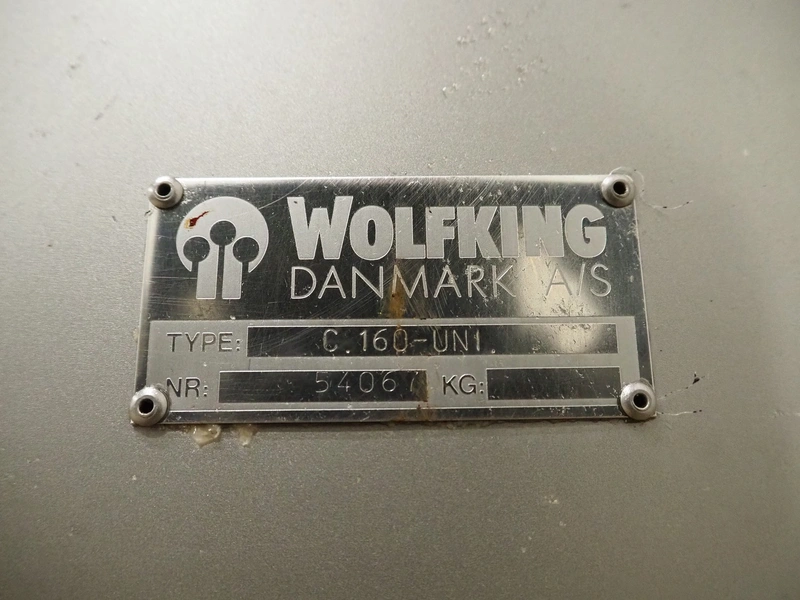 WOLFKING
DANMARK A/S
TYPE: C 160-UNI
NR: 54067 KG: